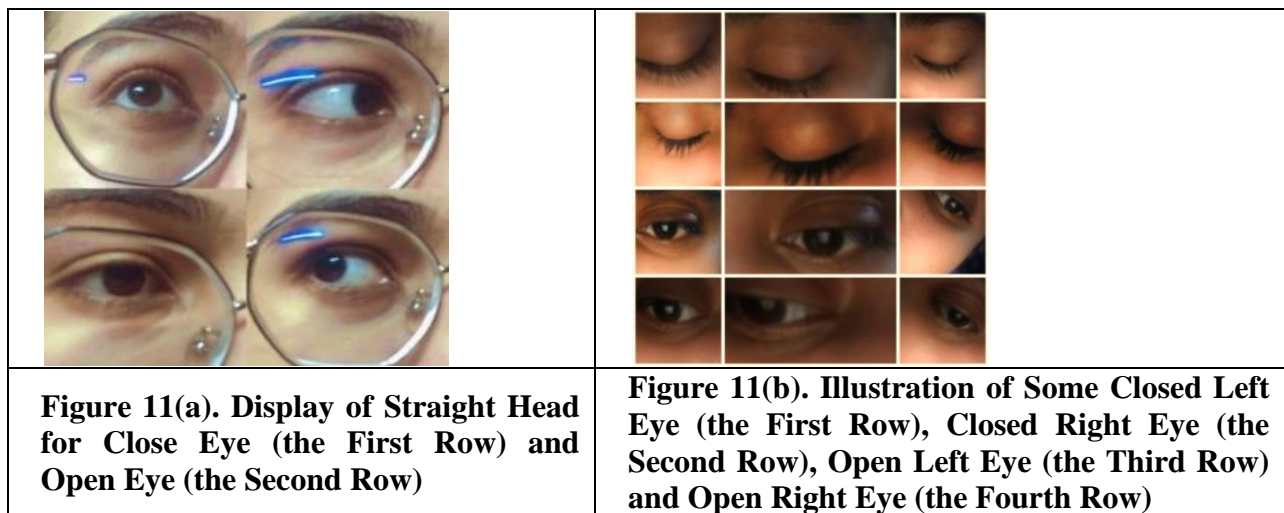 Figure 11(a). Display of Straight Head
for Close Eye (the First Row) and
Open Eye (the Second Row)
Figure 11(b). Illustration of Some Closed Left
Eye (the First Row), Closed Right Eye (the
Second Row), Open Left Eye (the Third Row)
and Open Right Eye (the Fourth Row)